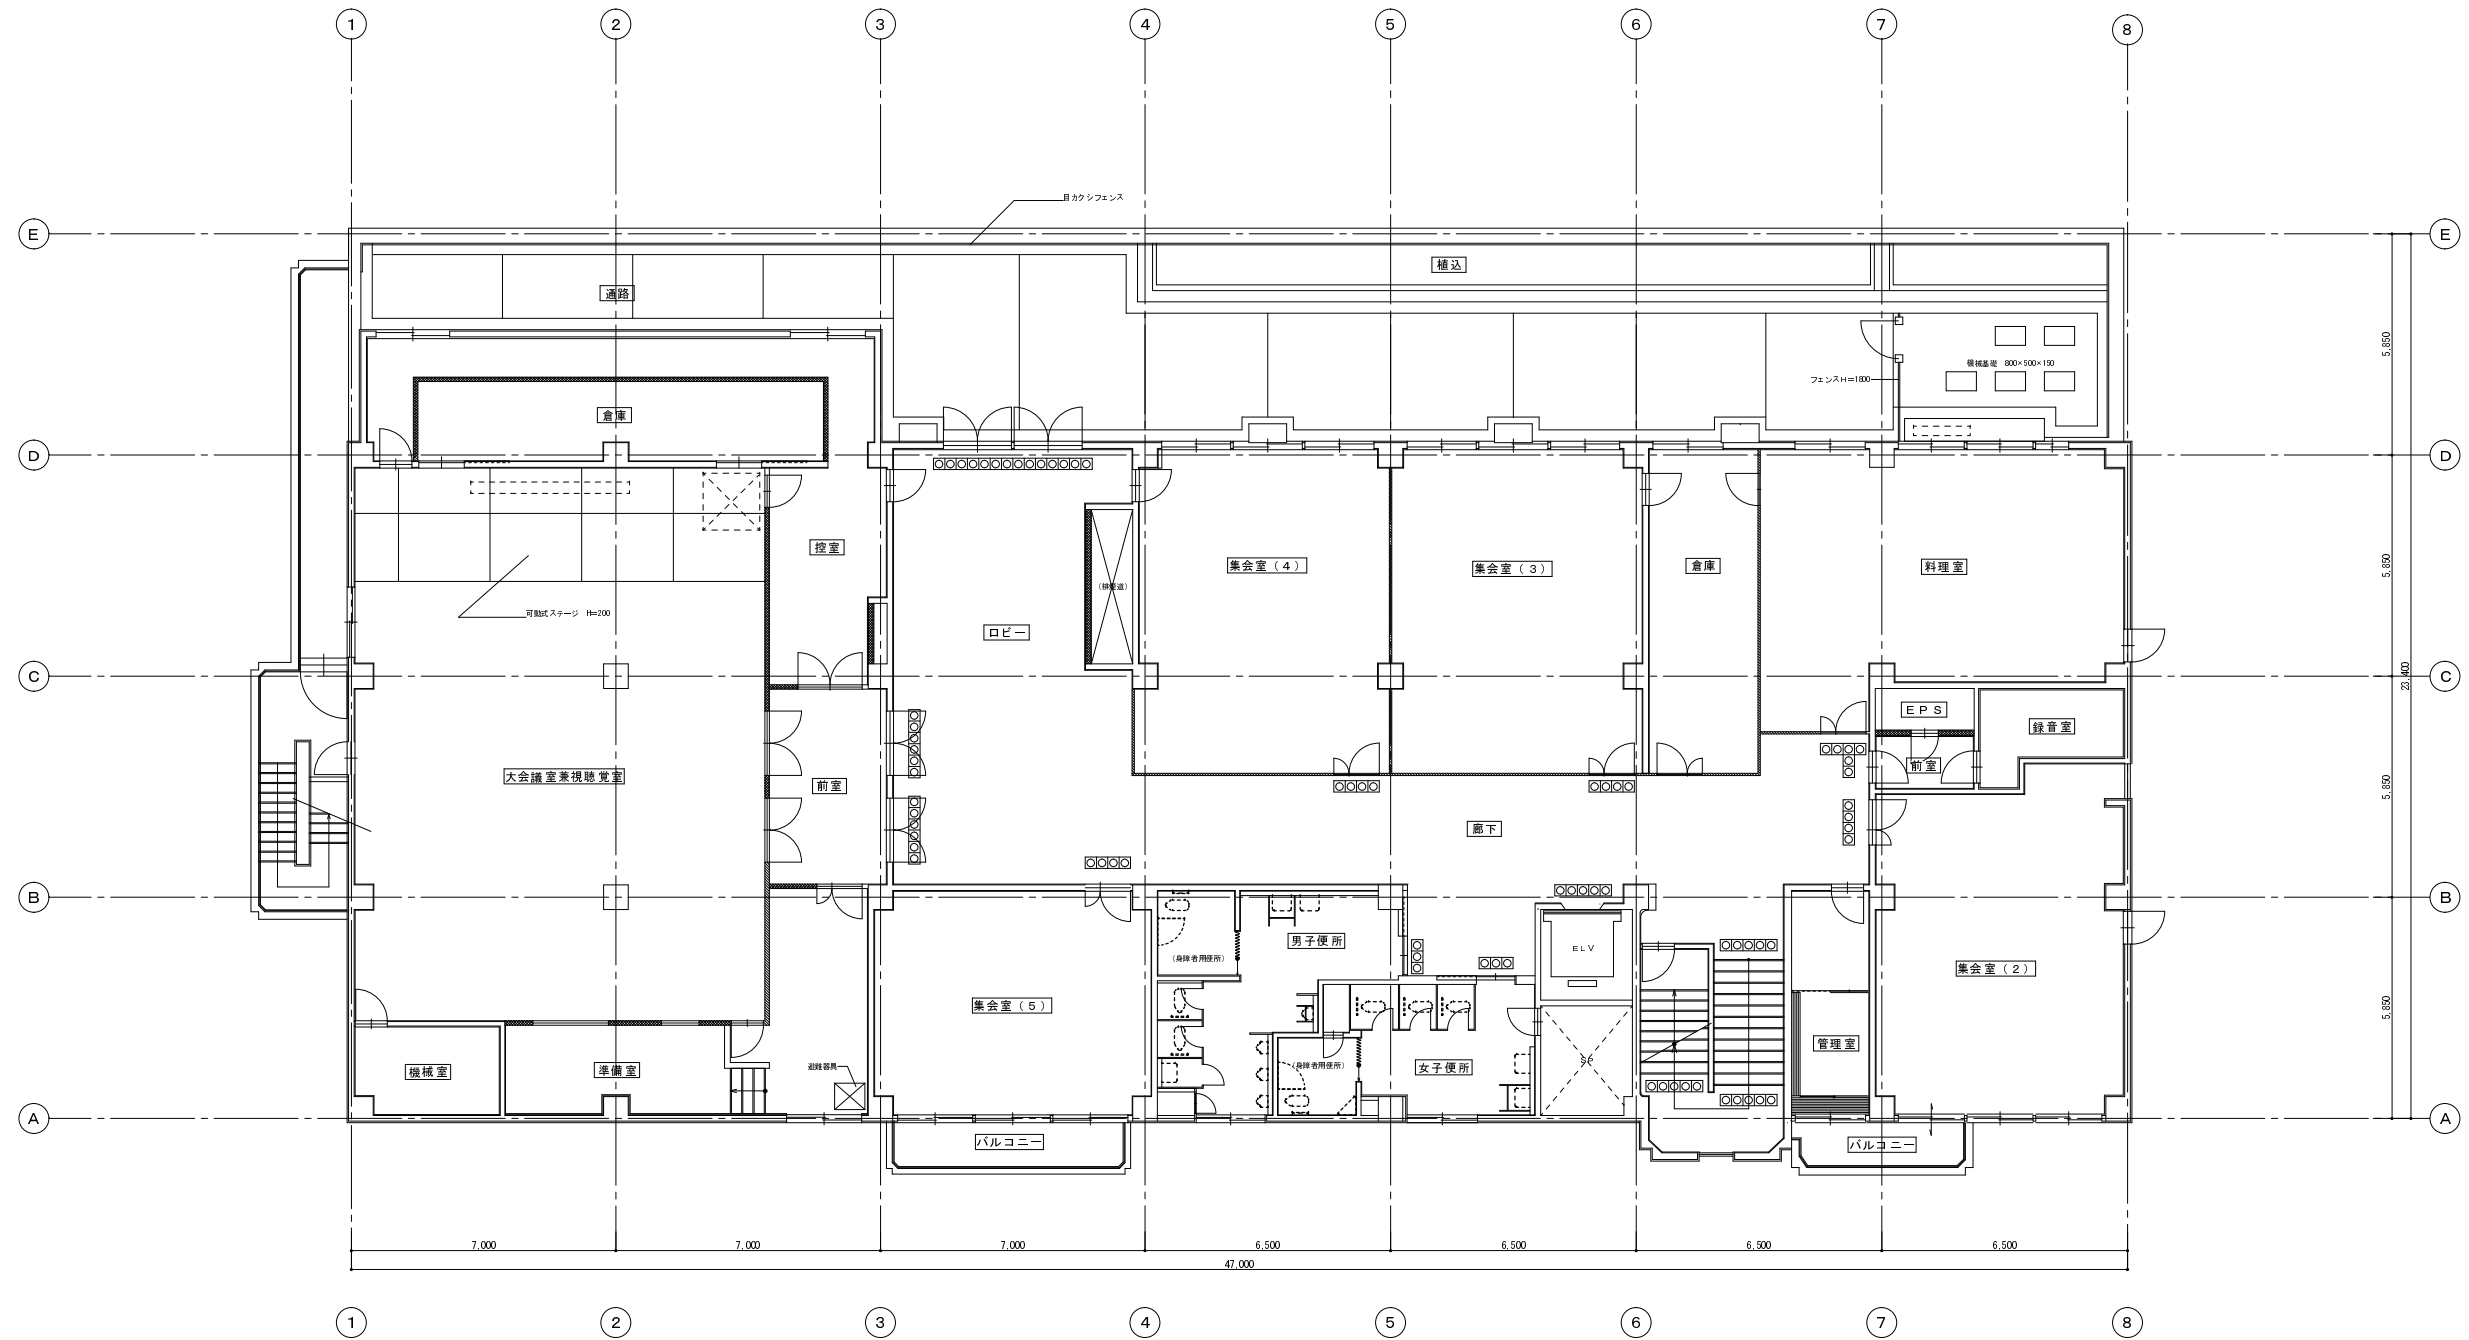 1 2 3 4 5 6 7 8
目カクシフェンス
E E
植込
通路
機械基礎 800×500×150
フェンスH=1800
5,850
倉庫
D D
控室
集会室(4)
集会室(3)
倉庫
料理室
5,850
可動式ステージ H=200
ロビー
C C
23,400
EPS
録音室
前室
大会議室兼視聴覚室
前室
5,850
廊下
B B
男子便所
ELV
(身障者用便所)
集会室(2)
集会室(5)
5,850
管理室
SP
機械室
準備室
避難器具
(身障者用便所)
女子便所
A A
バルコニー
バルコニー
7,000 7,000 7,000 6,500 6,500 6,500 6,500
47,000
1 2 3 4 5 6 7 8